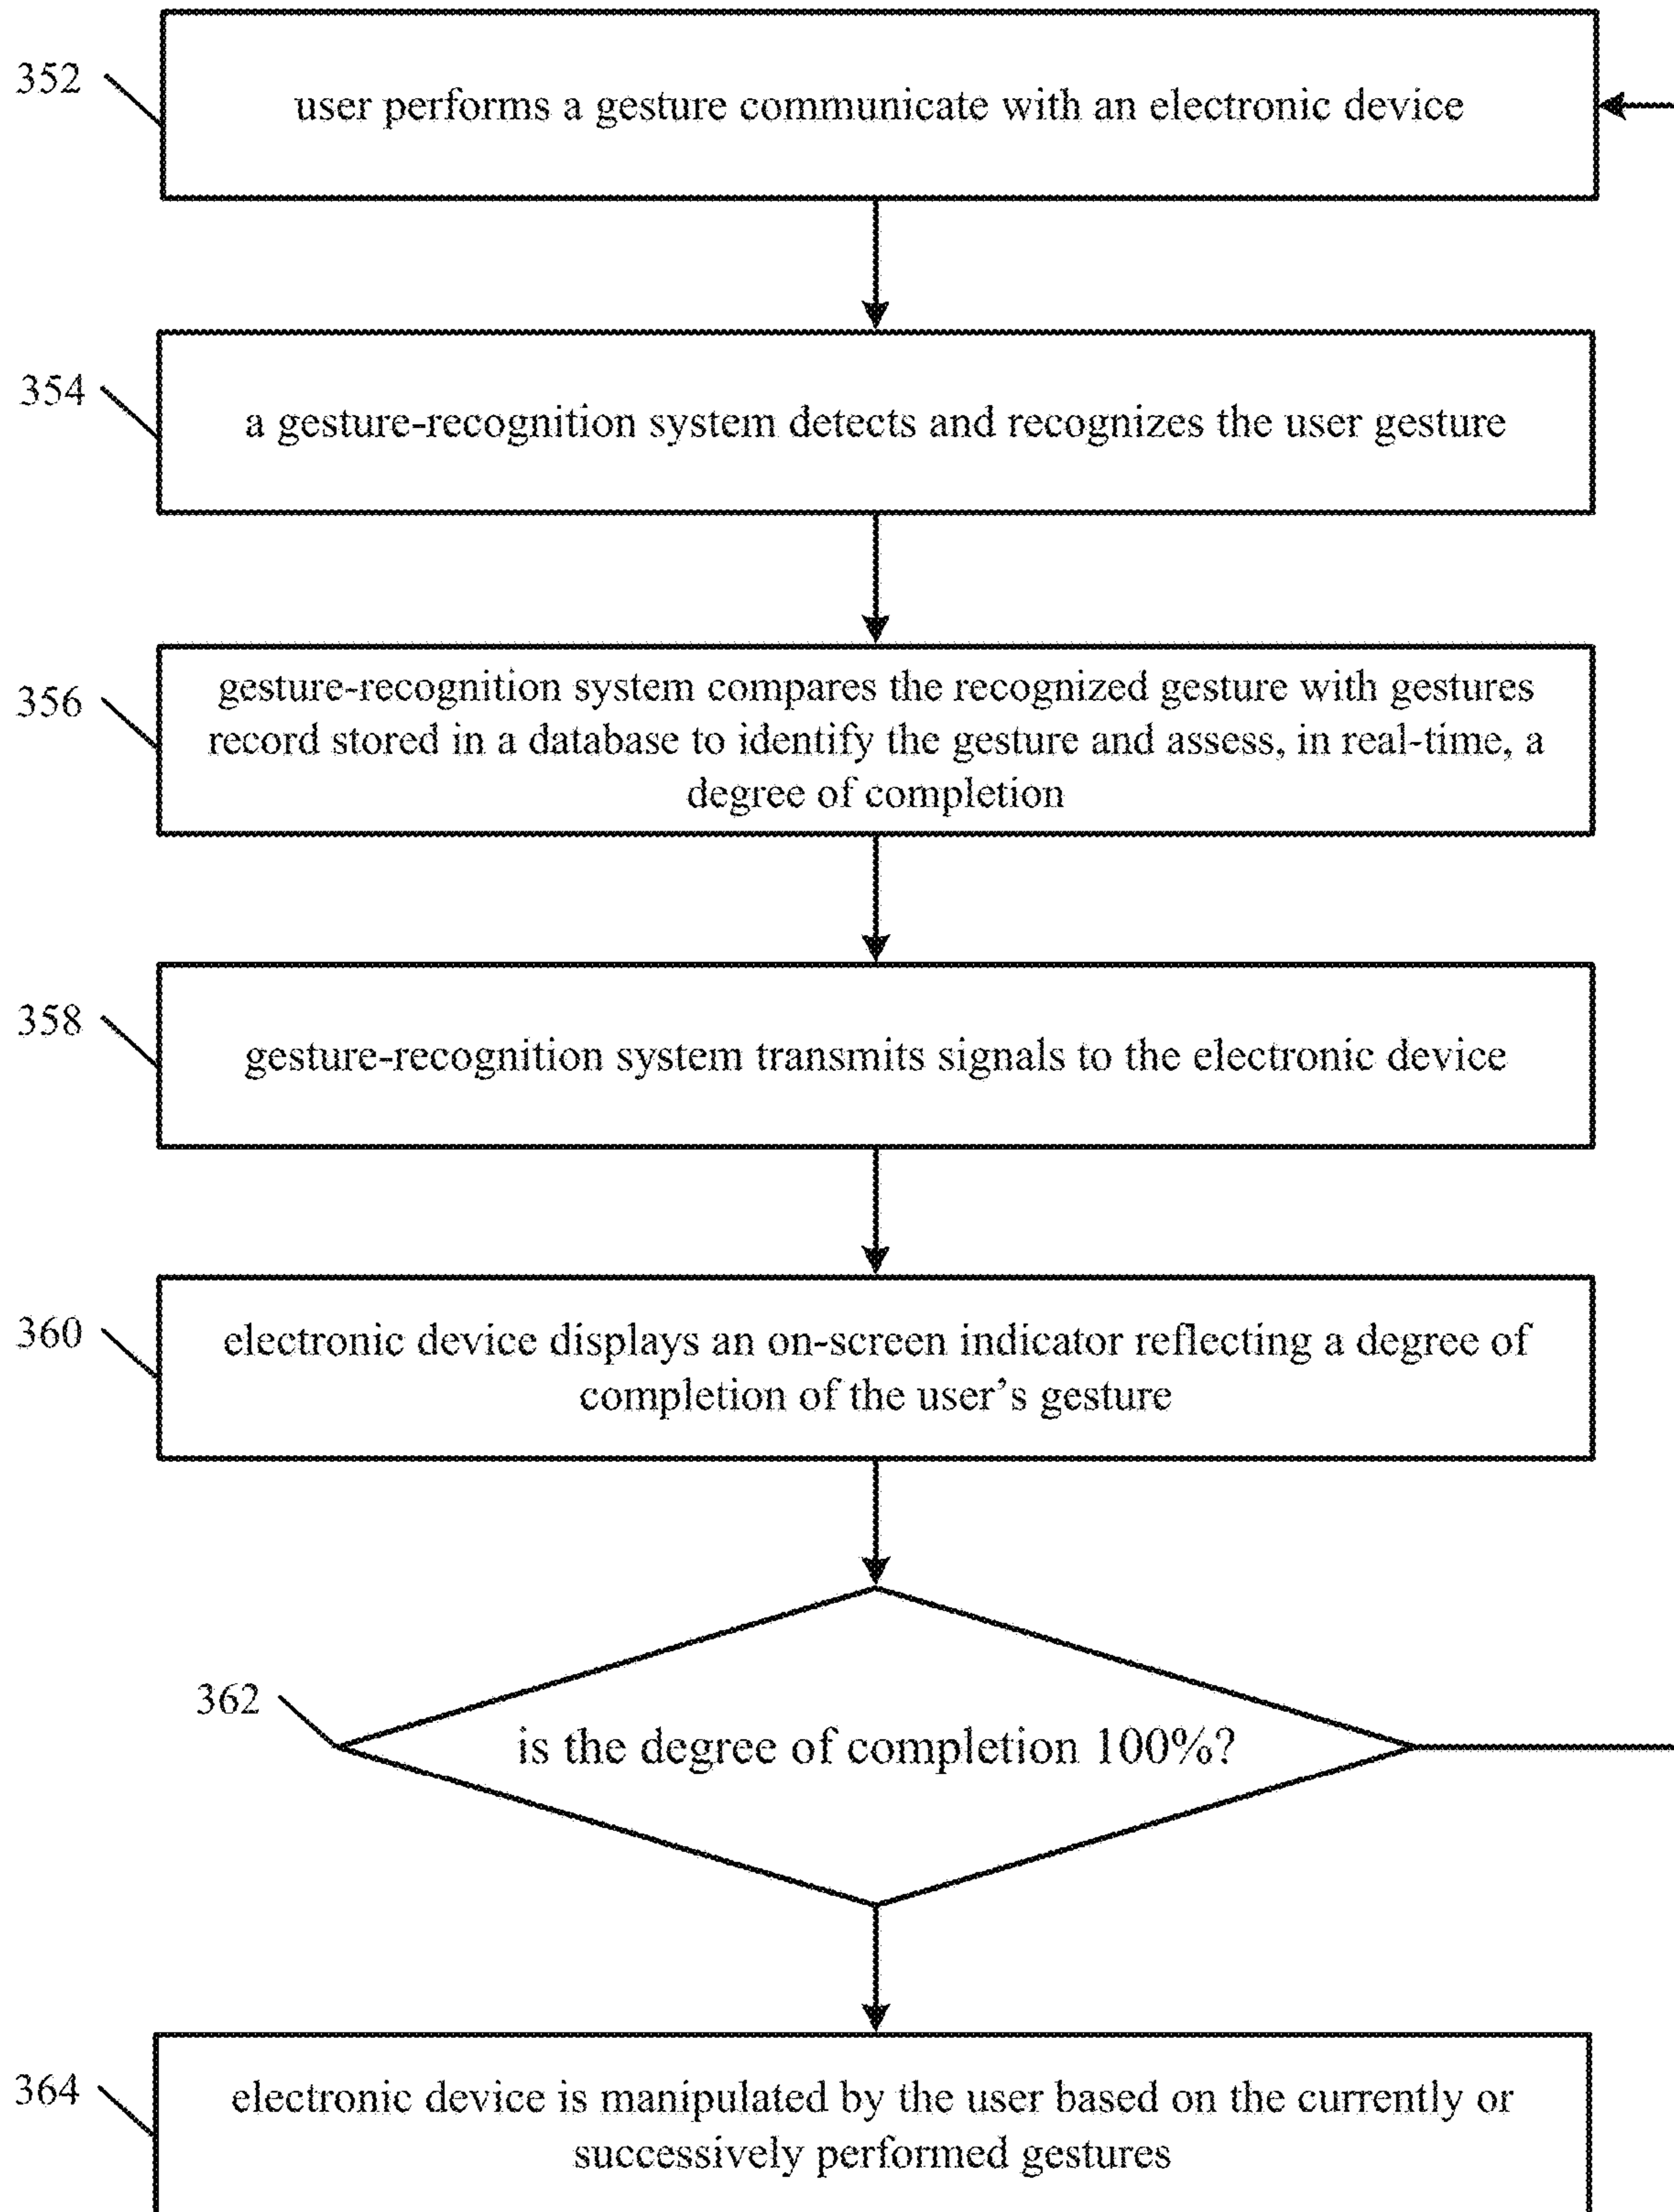 352
user performs a gesture communicate with an electronic device
354
a gesture-recognition system detects and recognizes the user gesture
356
gesture-recognition system compares the recognized gesture with gestures
record stored in a database to identify the gesture and assess, in real-time, a
degree of completion
358
gesture-recognition system transmits signals to the electronic device
360
electronic device displays an on-screen indicator reflecting a degree of
completion of the user's gesture
362
is the degree of completion 100%?
364
electronic device is manipulated by the user based on the currently or
successively performed gestures